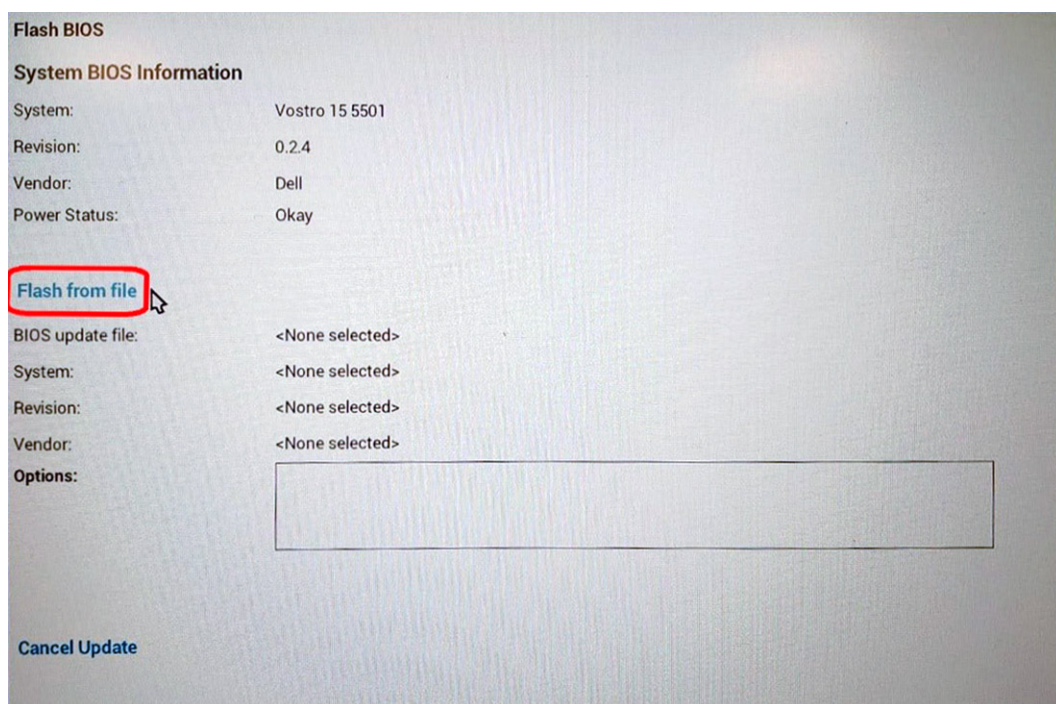 Flash BIOS
System BIOS Information
System: Vostro 15 5501
Revision: 0.2.4
Vendor: Dell
Power Status: Okay
Flash from file
BIOS update file: <None selected>
System: <None selected>
Revision: <None selected>
Vendor: <None selected>
Options:
Cancel Update